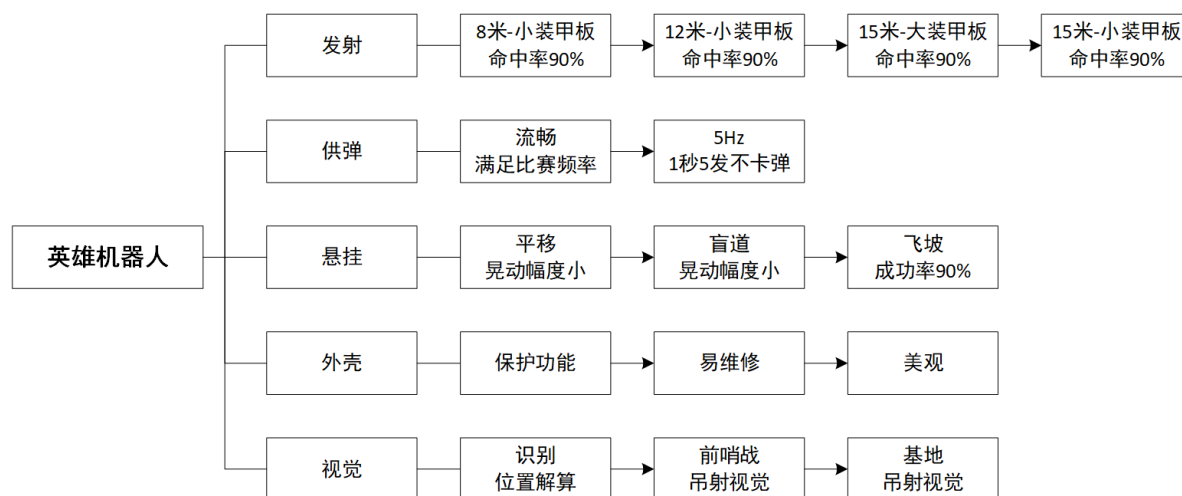 发射
8米-小装甲板
命中率90%
12米-小装甲板
命中率90%
15米-大装甲板
命中率90%
15米-小装甲板
命中率90%
供弹
流畅
满足比赛频率
5Hz
1秒5发不卡弹
英雄机器人
悬挂
平移
晃动幅度小
盲道
晃动幅度小
飞坡
成功率90%
外壳
保护功能
易维修
美观
视觉
识别
位置解算
前哨战
吊射视觉
基地
吊射视觉